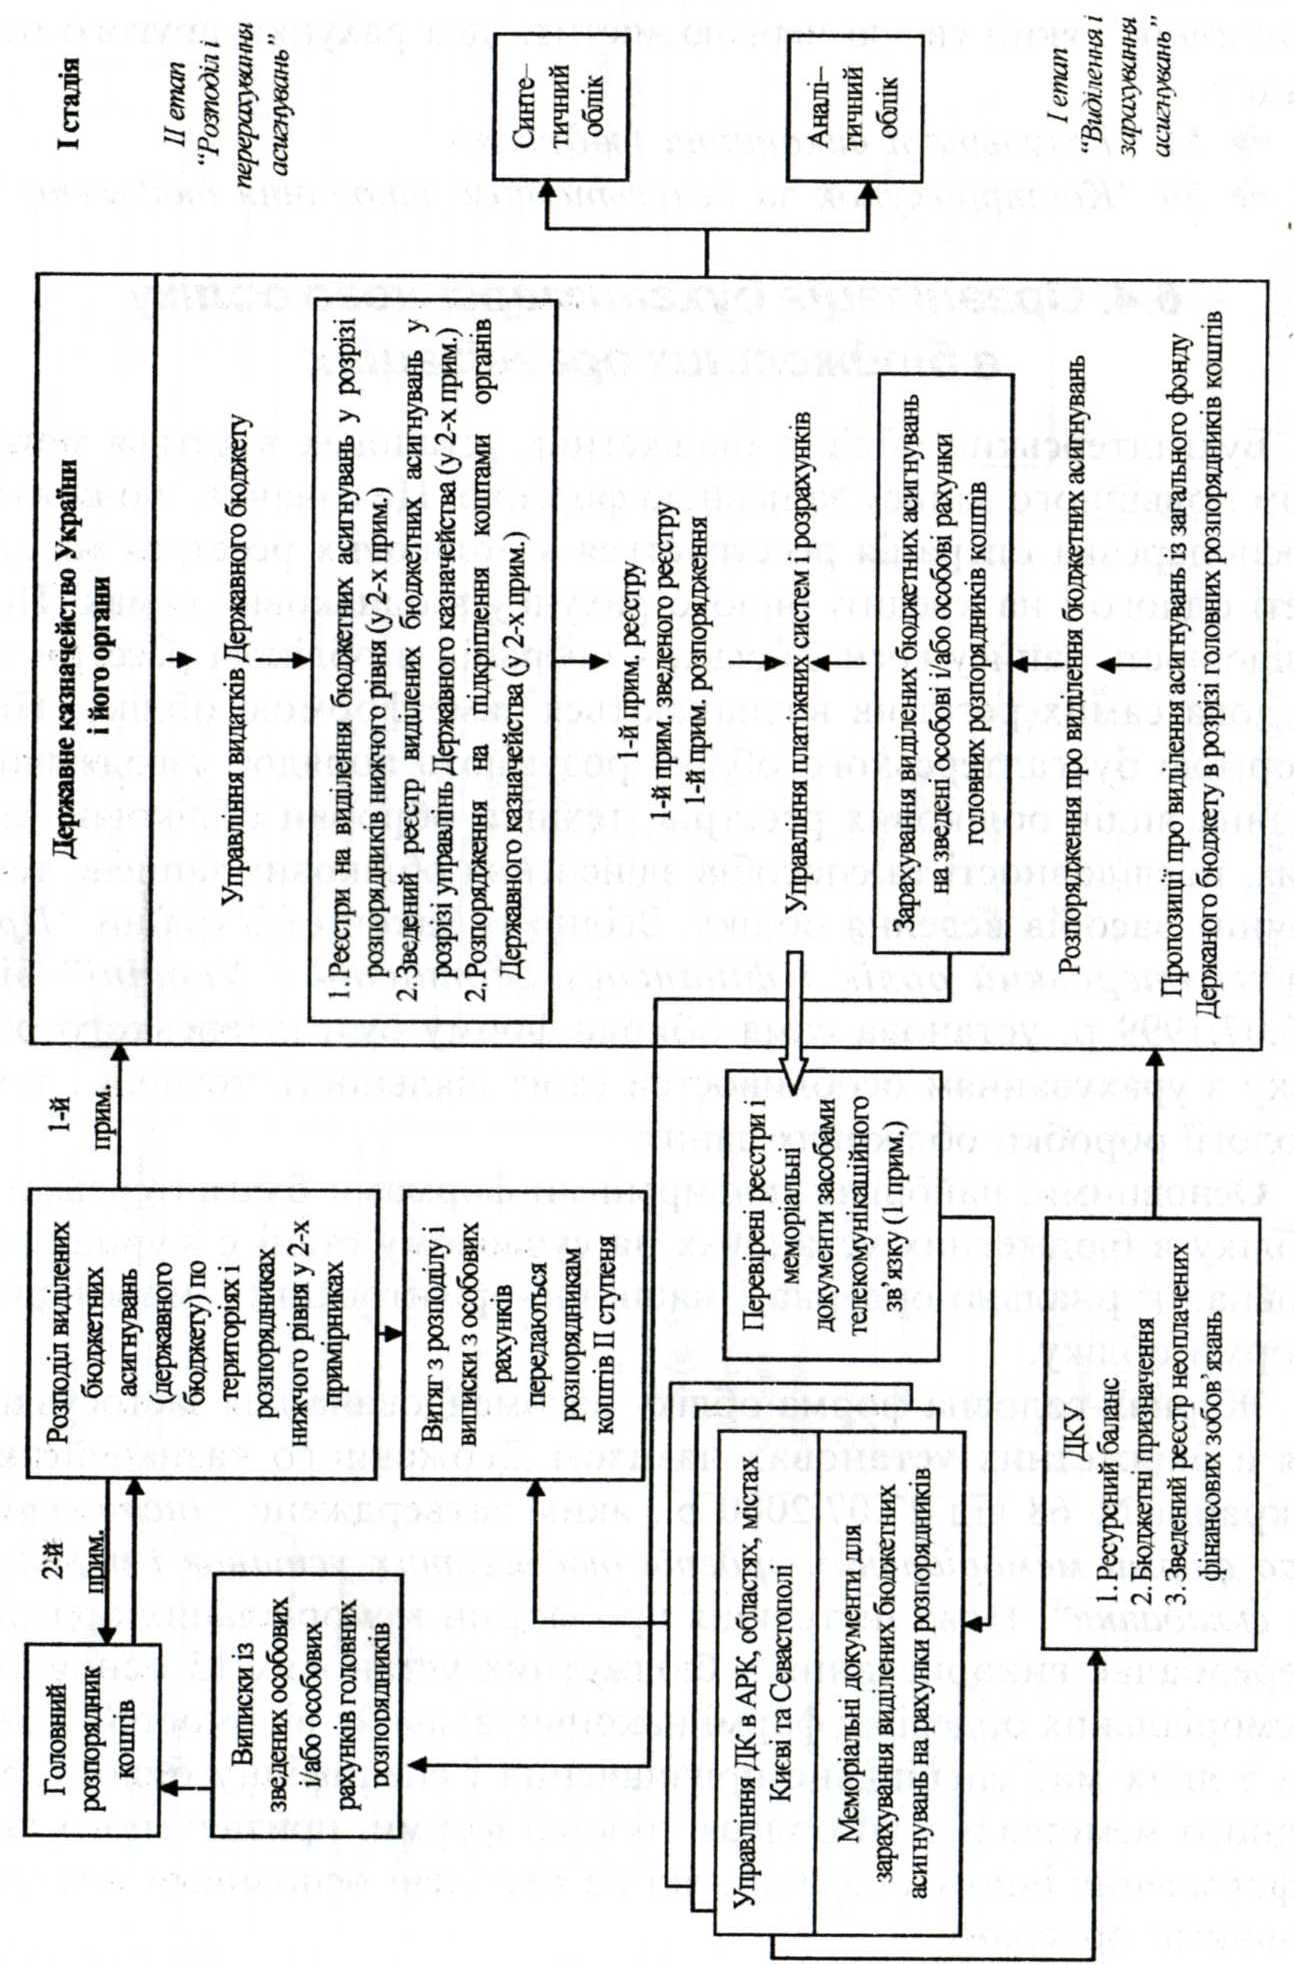 І стадія
ІІ етап
“Розподіл і
перерахування
асигнувань”
Державне казначейство України
і його органи
Управління видатків Державного бюджету
1. Реєстри на виділення бюджетних асигнувань у розрізі
розпорядників нижчого рівня (у 2-х прим.)
2. Зведений реєстр виділених бюджетних асигнувань у
розрізі управлінь Державного казначейства (у 2-х прим.)
2. Розпорядження на підкріплення коштами органів
Державного казначейства (у 2-х прим.)
1-й прим. реєстру
1-й прим зведеного реєстру
1-й прим. розпорядження
Управління платіжних систем і розрахунків
Зарахування виділених бюджетних асигнувань
на зведені особові і/або особові рахунки
головних розпорядників коштів
Розпорядження про виділення бюджетних асигнувань
Пропозиції про виділення асигнувань із загального фонду
Державного бюджету в розрізі головних розпорядників коштів
Синте–
тичний
облік
Аналі–
тичний
облік
І етап
“Виділення і
зарахування
асигнувань”
1-й
прим.
Розподіл виділених
бюджетних
асигнувань
(державного
бюджету) по
територіях і
розпорядниках
нижчого рівня у 2-х
примірниках
Витяг з розподілу і
виписки з особових
рахунків
передаються
розпорядникам
коштів ІІ ступеня
2-й
прим.
Головний
розпорядник
коштів
Виписки із
зведених особових
і/або особових
рахунків головних
розпорядників
Перевірені реєстри і
меморіальні
документи засобами
телекомунікаційного
зв’язку (1 прим.)
Управління ДК в АРК, областях, містах
Києві та Севастополі
Меморіальні документи для
зарахування виділених бюджетних
асигнувань на рахунки розпорядників
ДКУ
1. Ресурсний баланс
2. Бюджетні призначення
3. Зведений реєстр неоплачених
фінансових зобов’язань